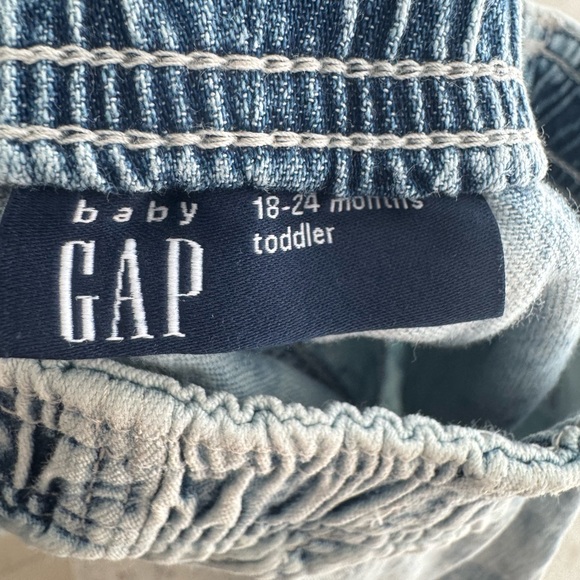 baby
GAP
18-24 months
toddler